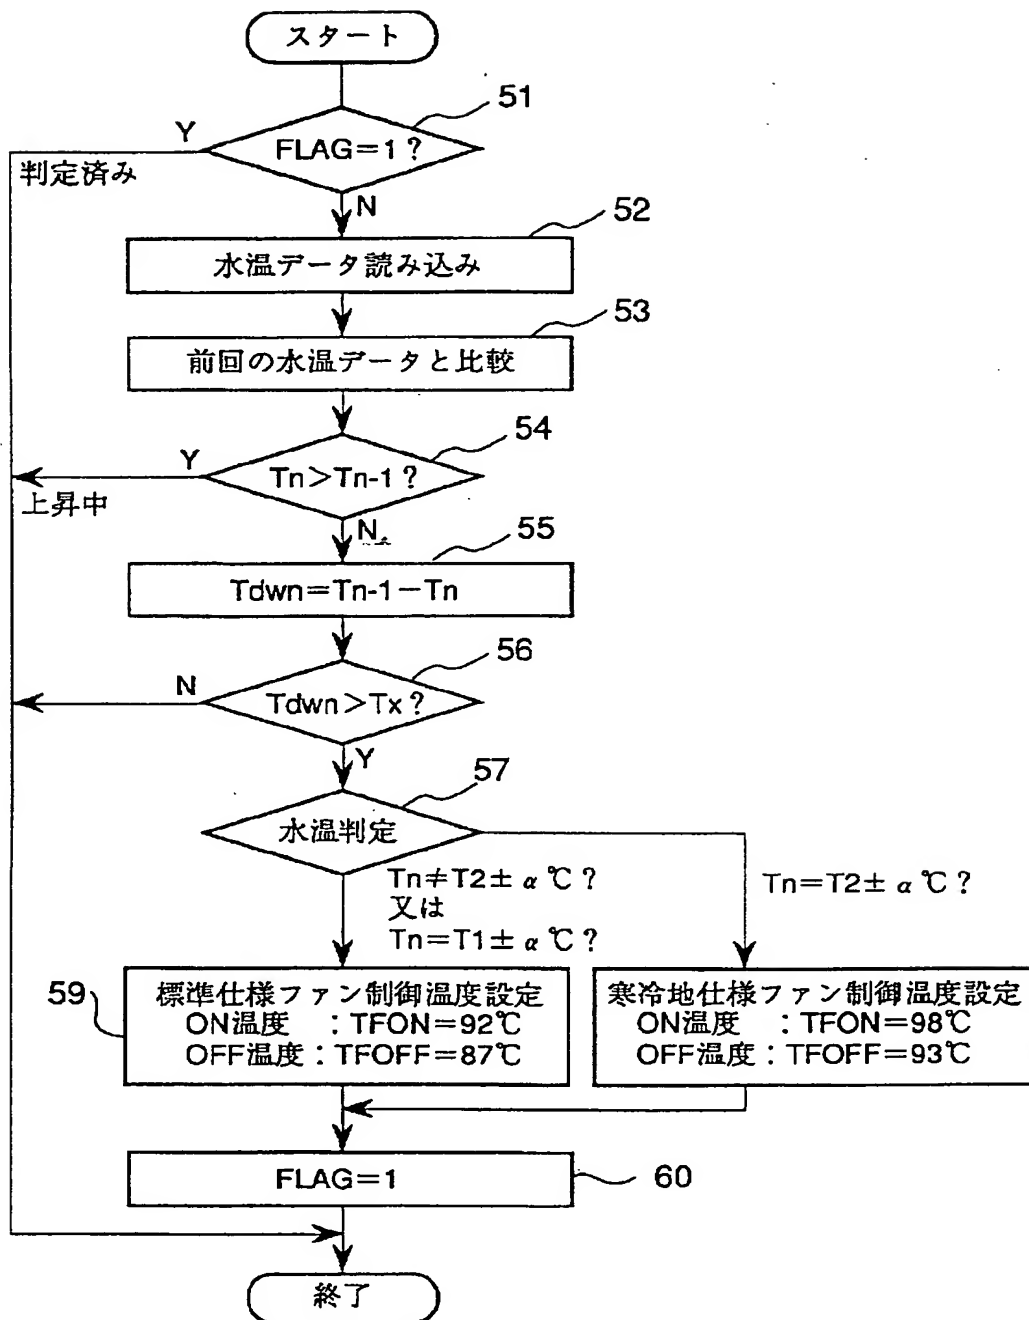 スタート
51
FLAG=1?
Y
判定済み
N
52
水温データ読み込み
53
前回の水温データと比較
54
Tn>Tn-1?
Y
上昇中
N
55
Tdwn=Tn-1-Tn
56
Tdwn>Tx?
N
Y
57
水温判定
Tn≠T2±α℃?
又は
Tn=T1±α℃?
Tn=T2±α℃?
59
標準仕様ファン制御温度設定
ON温度 :TFON=92℃
OFF温度:TFOFF=87℃
寒冷地仕様ファン制御温度設定
ON温度 :TFON=98℃
OFF温度:TFOFF=93℃
FLAG=1
60
終了